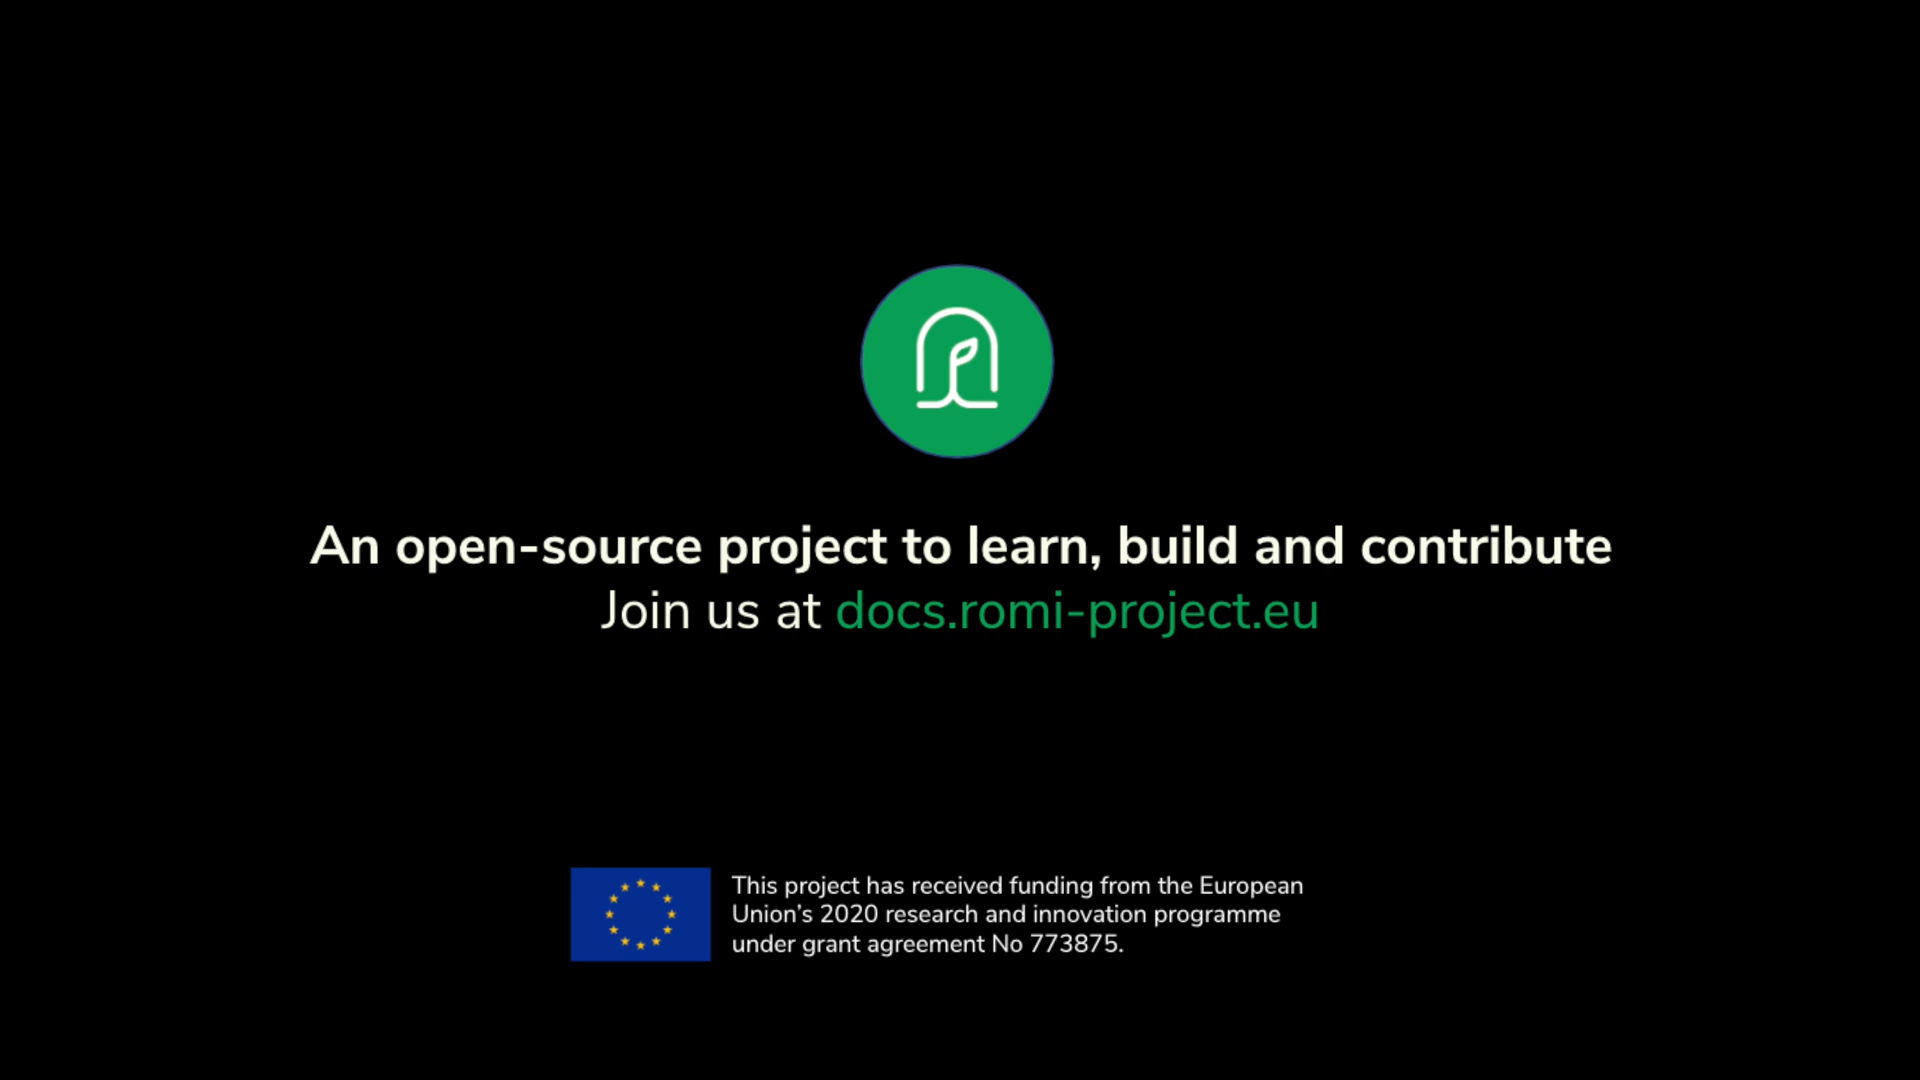 An open-source project to learn, build and contribute
Join us at docs.romi-project.eu
This project has received funding from the European
Union’s 2020 research and innovation programme
under grant agreement No 773875.